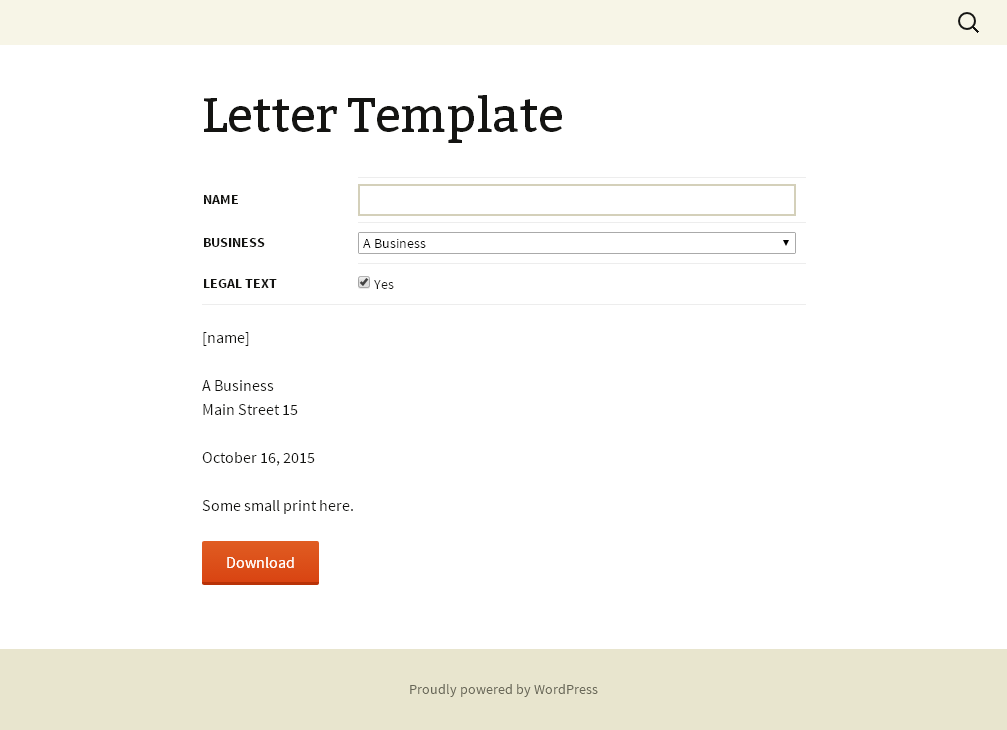 Letter Template
NAME
BUSINESS A Business
LEGAL TEXT Yes
[name]
A Business
Main Street 15
October 16, 2015
Some small print here.
Download
Proudly powered by WordPress